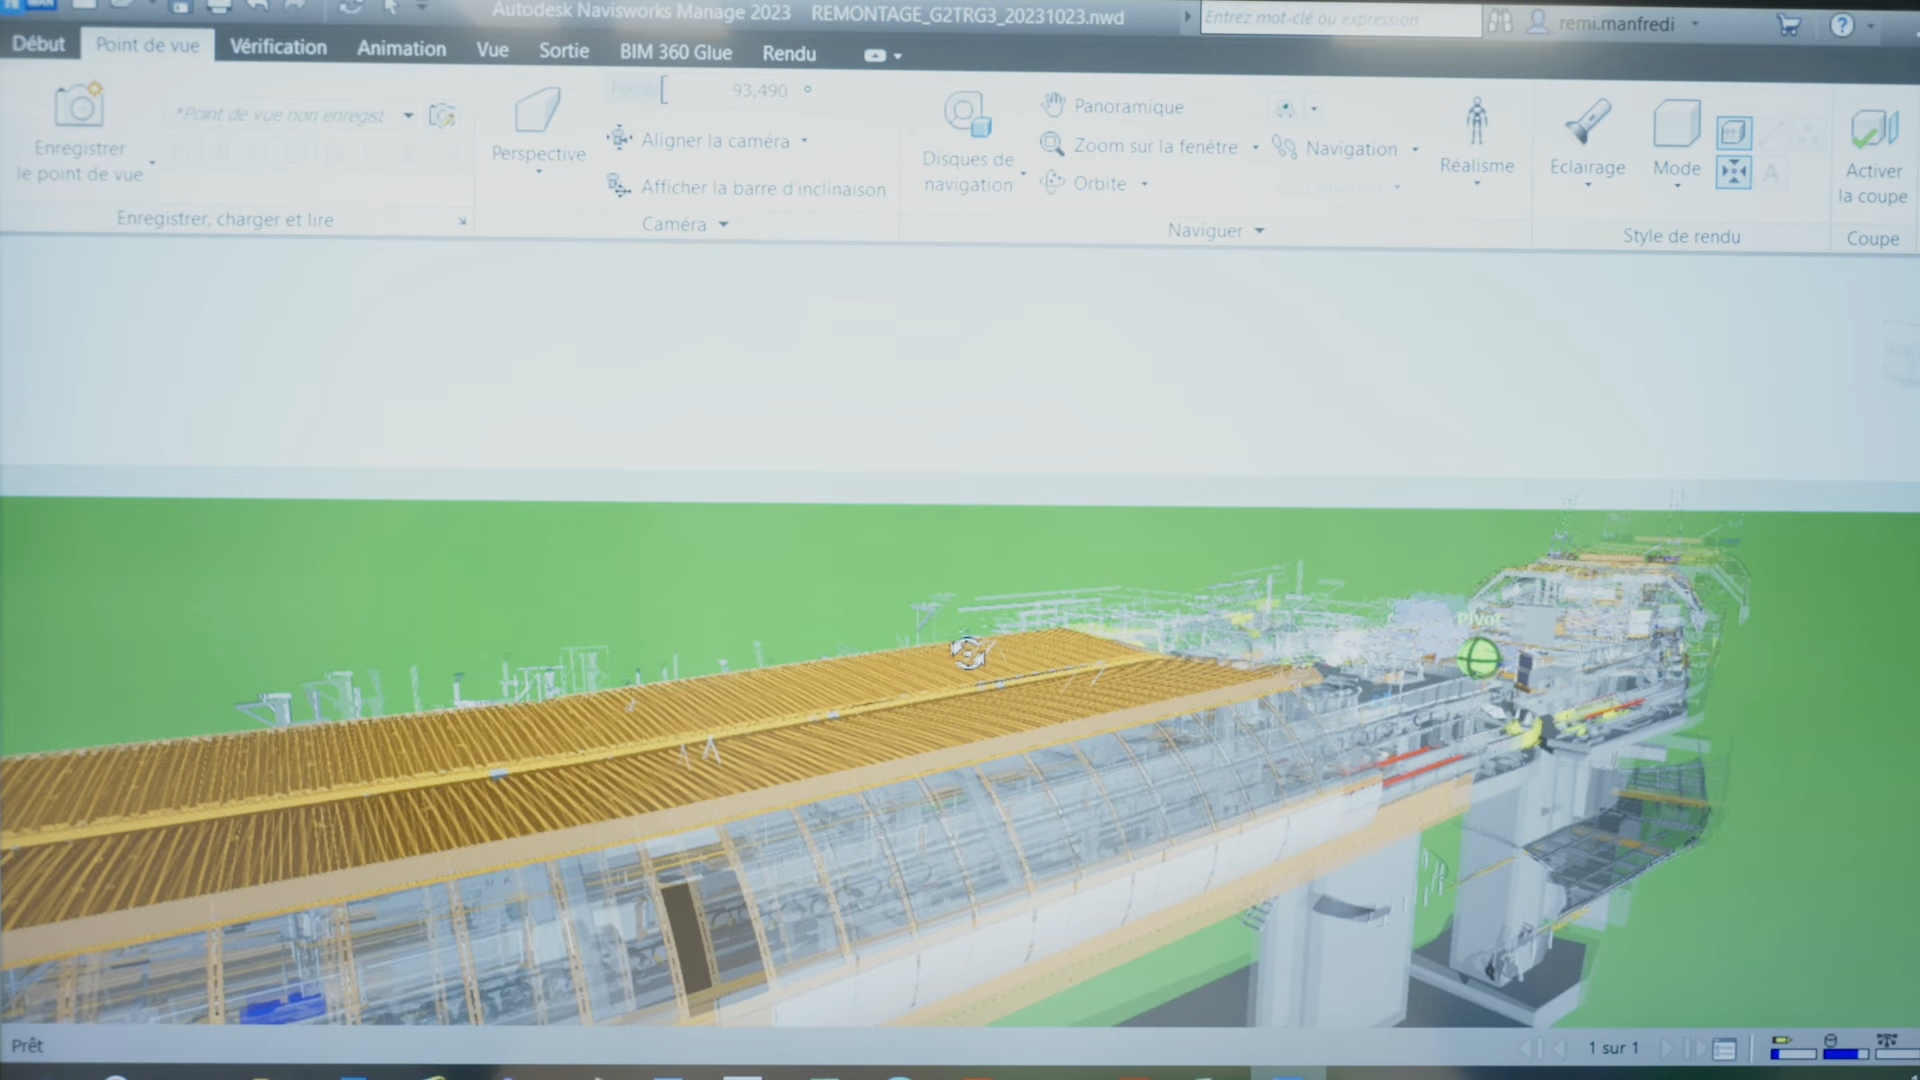 Autodesk Navisworks Manage 2023 REMONTAGE_G2TRG3_20231023.nwd
Entrez mot-clé ou expression
remi.manfredi
?
Début
Point de vue
Vérification
Animation
Vue
Sortie
BIM 360 Glue
Rendu
Enregistrer
le point de vue
*Point de vue non enregist
Enregistrer, charger et lire
Perspective
93,490 °
Aligner la caméra
Afficher la barre d'inclinaison
Caméra
Disques de
navigation
Panoramique
Zoom sur la fenêtre
Orbite
Navigation
Naviguer
Réalisme
Eclairage
Mode
A
Style de rendu
Activer
la coupe
Coupe
Pivot
Prêt
1 sur 1